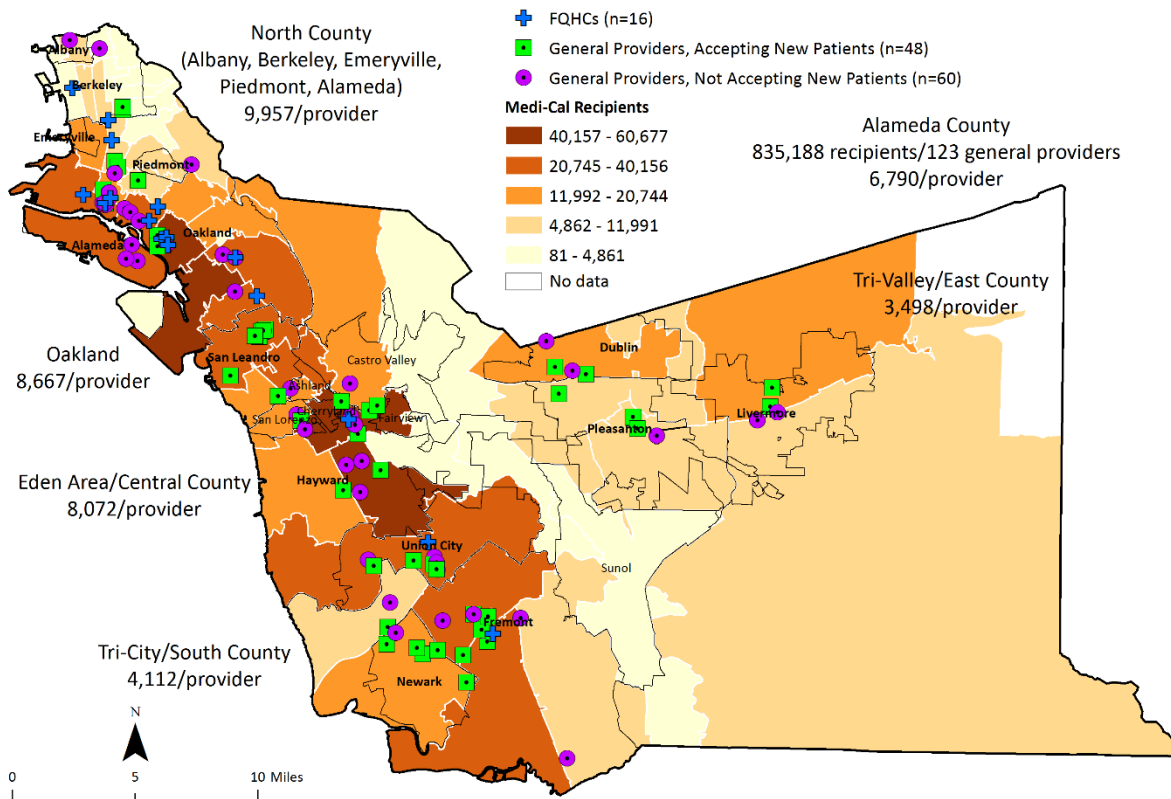 FQHCs (n=16)
General Providers, Accepting New Patients (n=48)
General Providers, Not Accepting New Patients (n=60)
Medi-Cal Recipients
40,157 - 60,677
20,745 - 40,156
11,992 - 20,744
4,862 - 11,991
81 - 4,861
No data
North County
(Albany, Berkeley, Emeryville,
Piedmont, Alameda)
9,957/provider
Alameda County
835,188 recipients/123 general providers
6,790/provider
Tri-Valley/East County
3,498/provider
Oakland
8,667/provider
Eden Area/Central County
8,072/provider
Tri-City/South County
4,112/provider
Albany
Berkeley
Emeryville
Piedmont
Oakland
Alameda
San Leandro
Castro Valley
Ashland
Cherryland
San Lorenzo
Fairview
Hayward
Union City
Fremont
Newark
Sunol
Dublin
Pleasanton
Livermore
N
0 5 10 Miles